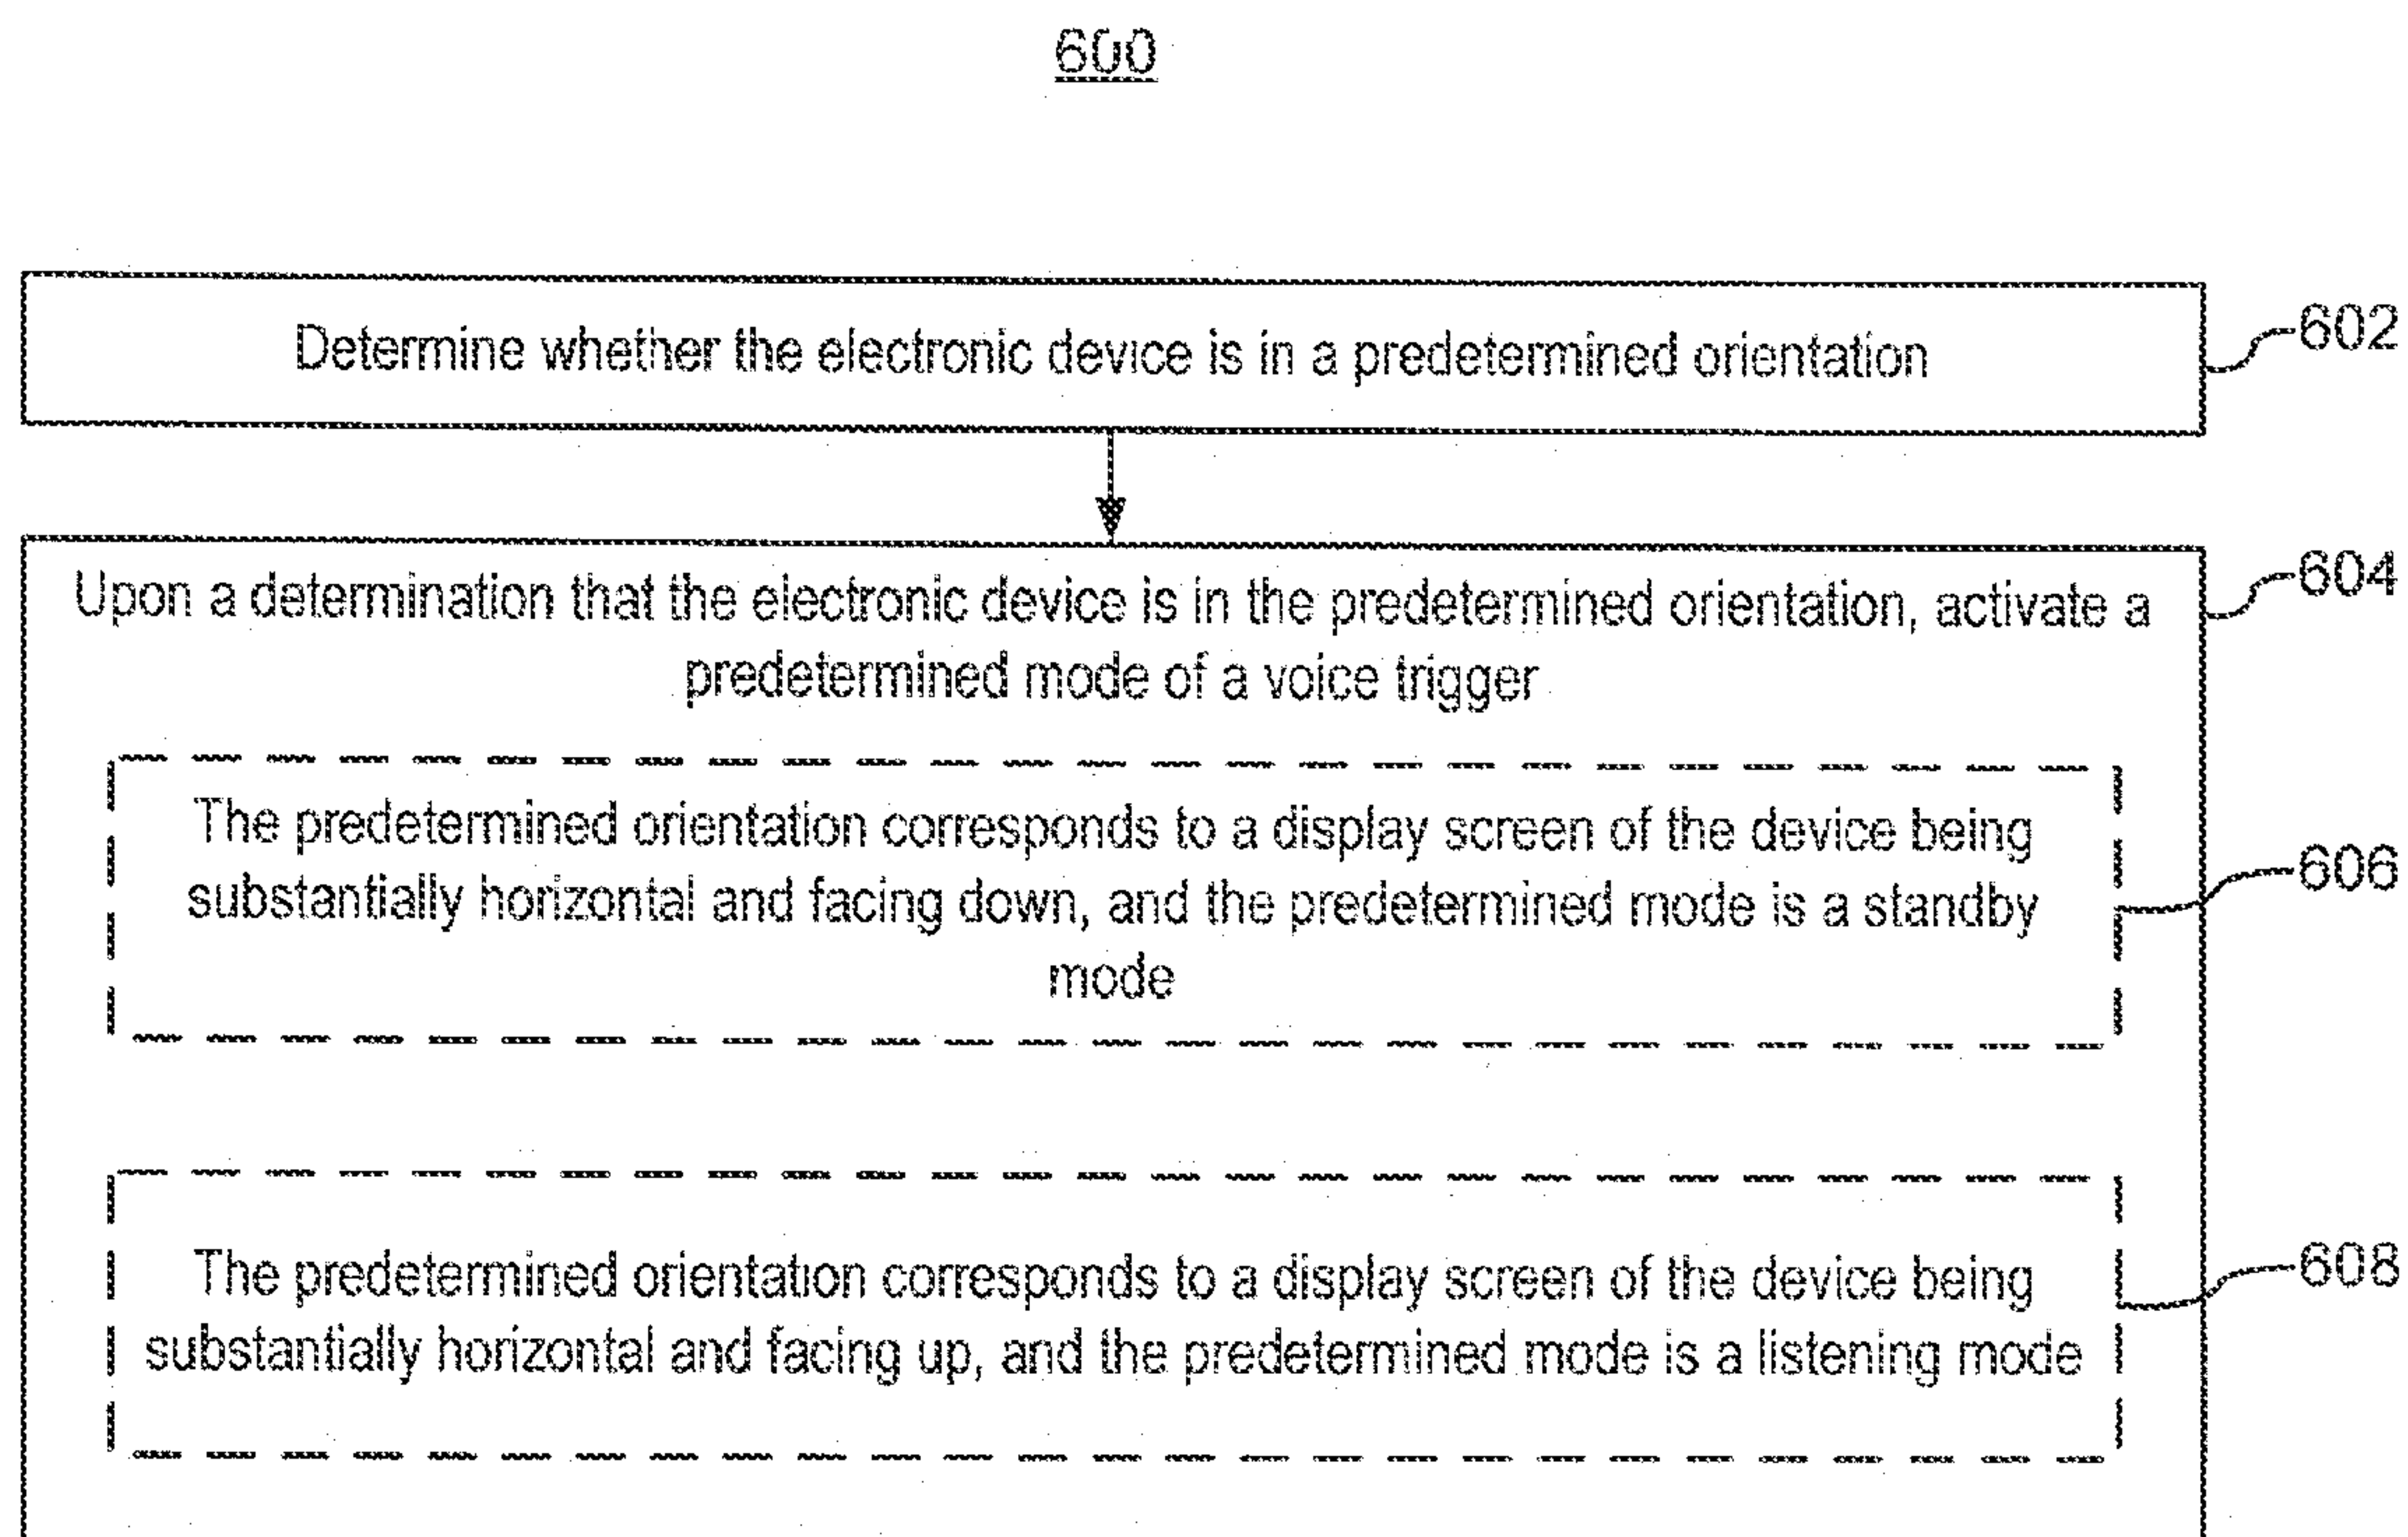 600
Determine whether the electronic device is in a predetermined orientation
602
Upon a determination that the electronic device is in the predetermined orientation, activate a
predetermined mode of a voice trigger
604
The predetermined orientation corresponds to a display screen of the device being
substantially horizontal and facing down, and the predetermined mode is a standby
mode
606
The predetermined orientation corresponds to a display screen of the device being
substantially horizontal and facing up, and the predetermined mode is a listening mode
608